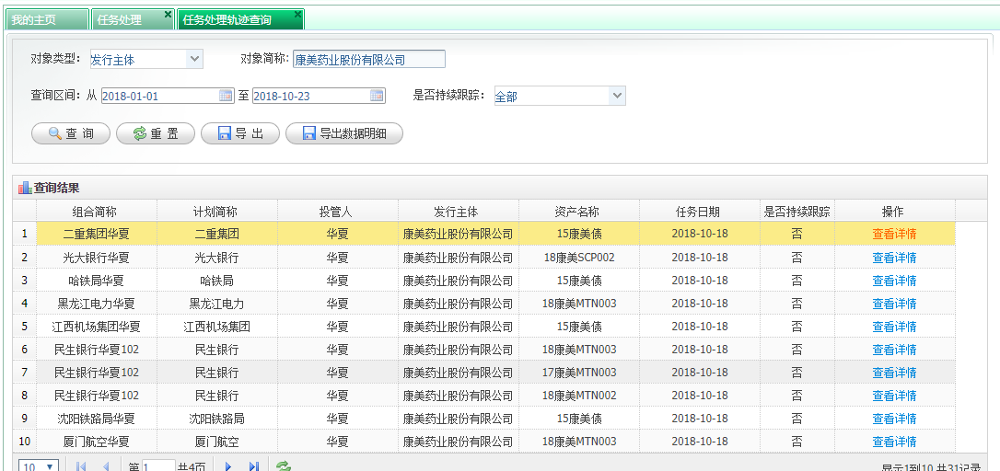 我的主页 任务处理 任务处理轨迹查询
对象类型： 发行主体 对象简称: 康美药业股份有限公司
查询区间：从 2018-01-01 至 2018-10-23 是否持续跟踪： 全部
查 询 重 置 导 出 导出数据明细
查询结果
组合简称 计划简称 投管人 发行主体 资产名称 任务日期 是否持续跟踪 操作
1 二重集团华夏 二重集团 华夏 康美药业股份有限公司 15康美债 2018-10-18 否 查看详情
2 光大银行华夏 光大银行 华夏 康美药业股份有限公司 18康美SCP002 2018-10-18 否 查看详情
3 哈铁局华夏 哈铁局 华夏 康美药业股份有限公司 15康美债 2018-10-18 否 查看详情
4 黑龙江电力华夏 黑龙江电力 华夏 康美药业股份有限公司 18康美MTN003 2018-10-18 否 查看详情
5 江西机场集团华夏 江西机场集团 华夏 康美药业股份有限公司 15康美债 2018-10-18 否 查看详情
6 民生银行华夏102 民生银行 华夏 康美药业股份有限公司 18康美MTN003 2018-10-18 否 查看详情
7 民生银行华夏102 民生银行 华夏 康美药业股份有限公司 17康美MTN003 2018-10-18 否 查看详情
8 民生银行华夏102 民生银行 华夏 康美药业股份有限公司 18康美MTN002 2018-10-18 否 查看详情
9 沈阳铁路局华夏 沈阳铁路局 华夏 康美药业股份有限公司 15康美债 2018-10-18 否 查看详情
10 厦门航空华夏 厦门航空 华夏 康美药业股份有限公司 18康美MTN003 2018-10-18 否 查看详情
10 第 1 共4页 显示1到10,共31记录